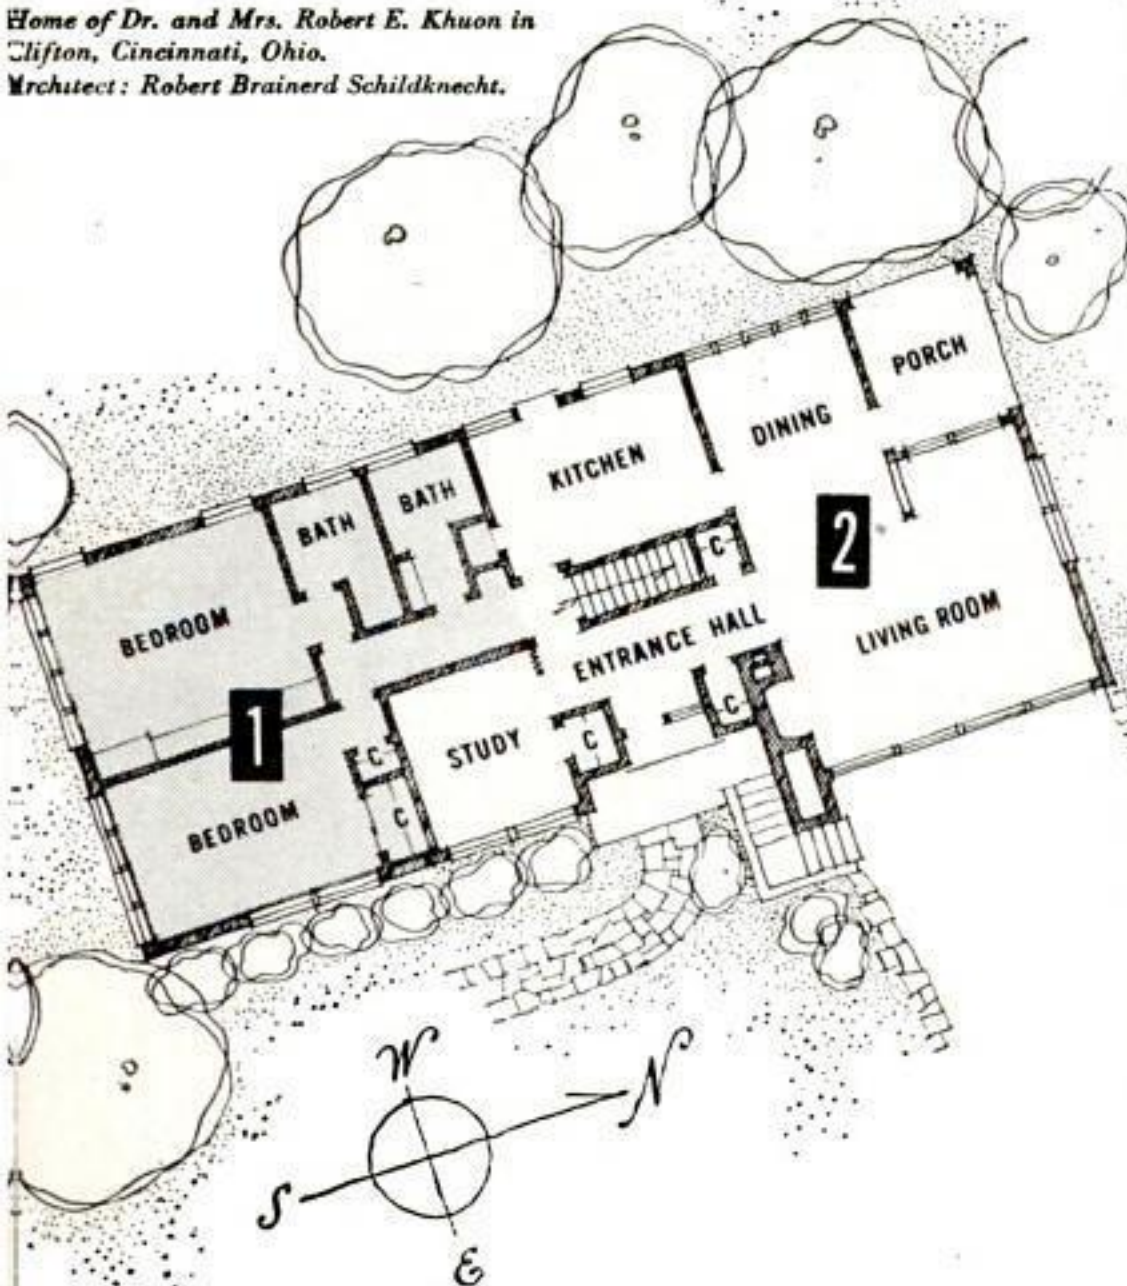 Home of Dr. and Mrs. Robert E. Khuon in
Clifton, Cincinnati, Ohio.
Architect: Robert Brainerd Schildknecht.
PORCH
DINING
KITCHEN
BATH
BATH
2
C
BEDROOM
ENTRANCE HALL
LIVING ROOM
1
STUDY
C
C
C
BEDROOM
C
W
N
S
E